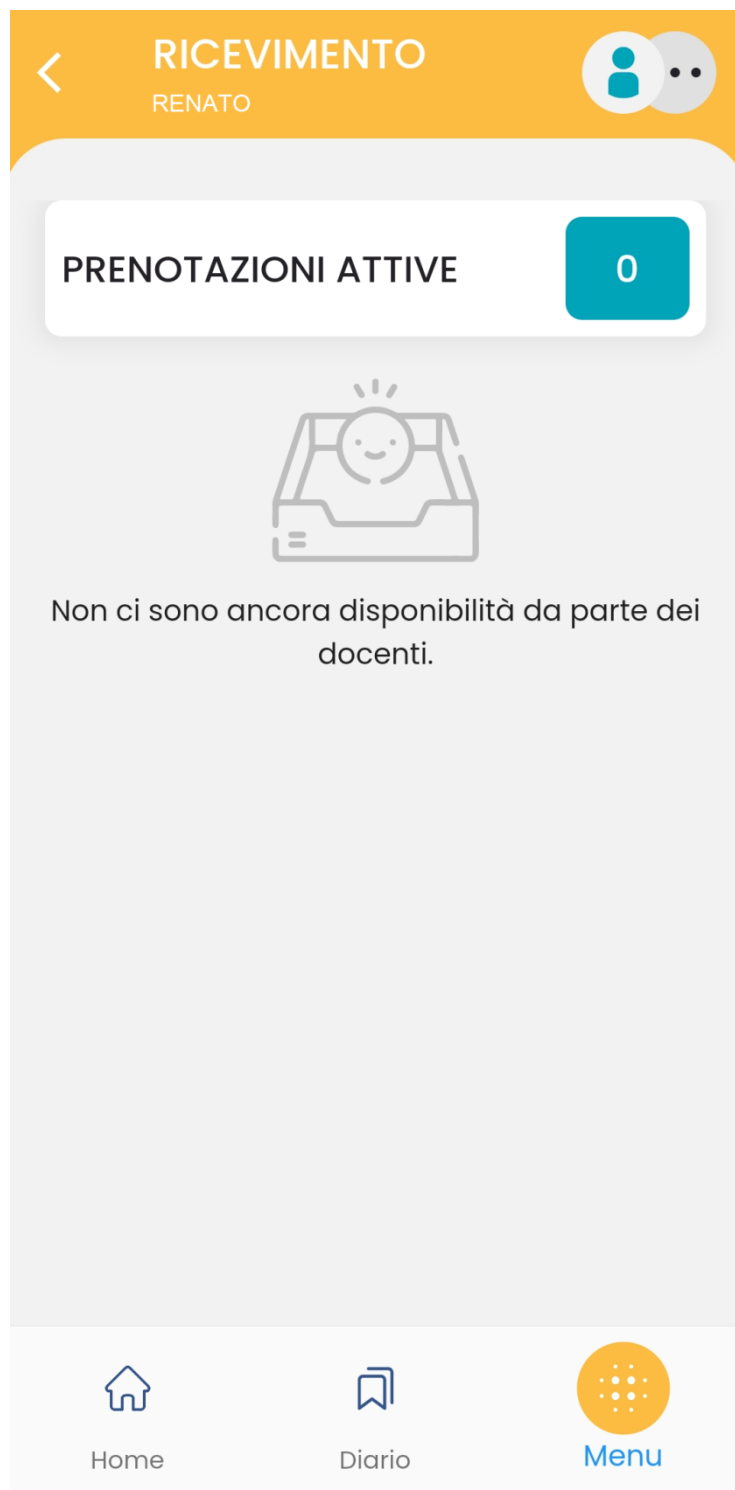 RICEVIMENTO
RENATO
PRENOTAZIONI ATTIVE
0
Non ci sono ancora disponibilità da parte dei
docenti.
Home
Diario
Menu